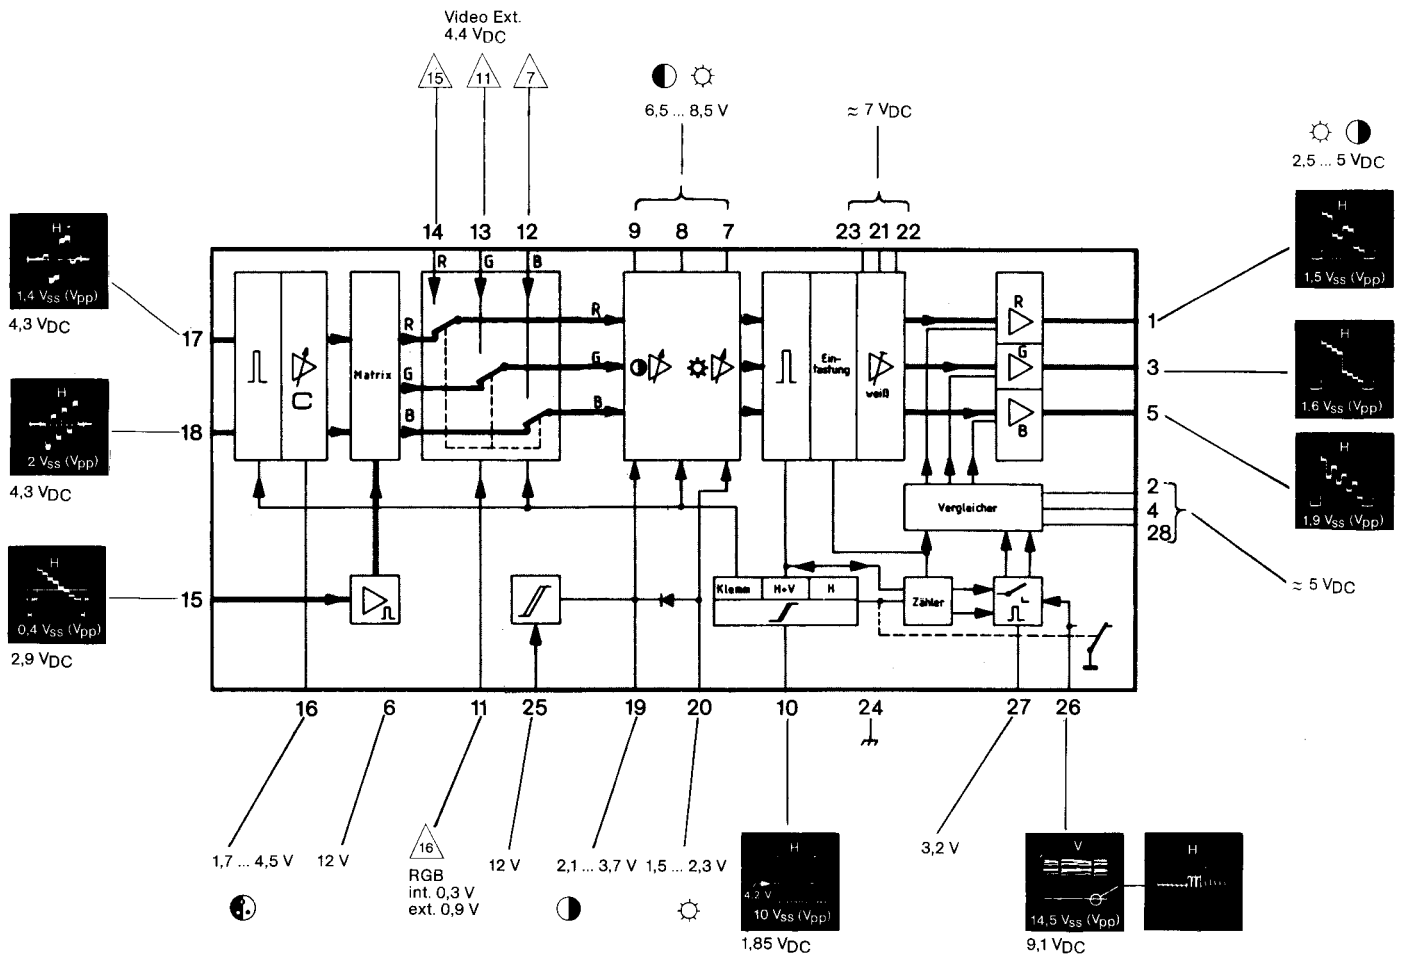 Video Ext.
4,4 VDC
15 11 7
6,5 ... 8,5 V
≈ 7 VDC
2,5 ... 5 VDC
H
1,4 Vss (Vpp)
4,3 VDC
H
2 Vss (Vpp)
4,3 VDC
H
0,4 Vss (Vpp)
2,9 VDC
H
1,5 Vss (Vpp)
H
1,6 Vss (Vpp)
H
1,9 Vss (Vpp)
14 13 12 9 8 7 23 21 22
R G B
17
18
15
C
Matrix
R
G
B
R
G
B
Ein-
tastung
weiß
R
G
B
1
3
5
2
4
28
≈ 5 VDC
Vergleicher
Klemm H+V H
Zähler
16 6 11 25 19 20 10 24 27 26
1,7 ... 4,5 V
12 V
16
RGB
int. 0,3 V
ext. 0,9 V
12 V
2,1 ... 3,7 V
1,5 ... 2,3 V
H
4,2 V
10 Vss (Vpp)
1,85 VDC
3,2 V
V
14,5 Vss (Vpp)
9,1 VDC
H